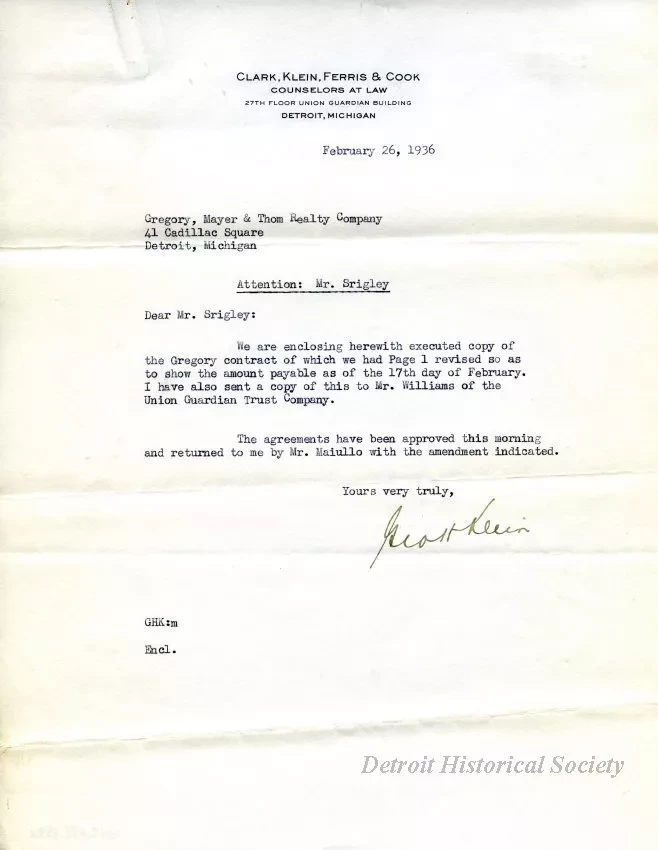 CLARK, KLEIN, FERRIS & COOK
COUNSELORS AT LAW
27TH FLOOR UNION GUARDIAN BUILDING
DETROIT, MICHIGAN
February 26, 1936
Gregory, Mayer & Thom Realty Company
41 Cadillac Square
Detroit, Michigan
Attention: Mr. Srigley
Dear Mr. Srigley:
We are enclosing herewith executed copy of
the Gregory contract of which we had Page 1 revised so as
to show the amount payable as of the 17th day of February.
I have also sent a copy of this to Mr. Williams of the
Union Guardian Trust Company.
The agreements have been approved this morning
and returned to me by Mr. Maiullo with the amendment indicated.
Yours very truly,
Geo H Klein
GHK:m
Encl.
Detroit Historical Society